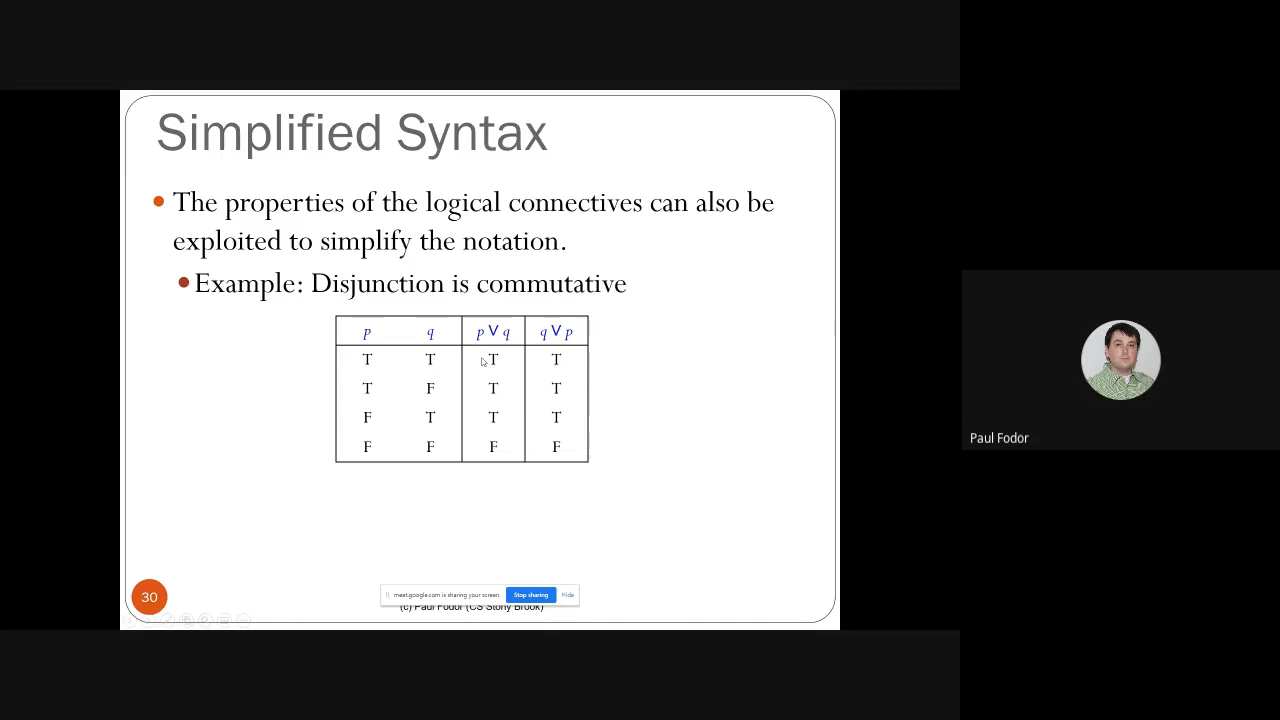 Simplified Syntax
• The properties of the logical connectives can also be
exploited to simplify the notation.
• Example: Disjunction is commutative
p q p ∨ q q ∨ p
T T T T
T F T T
F T T T
F F F F
Paul Fodor
30
meet.google.com is sharing your screen. Stop sharing Hide
(c) Paul Fodor (CS Stony Brook)